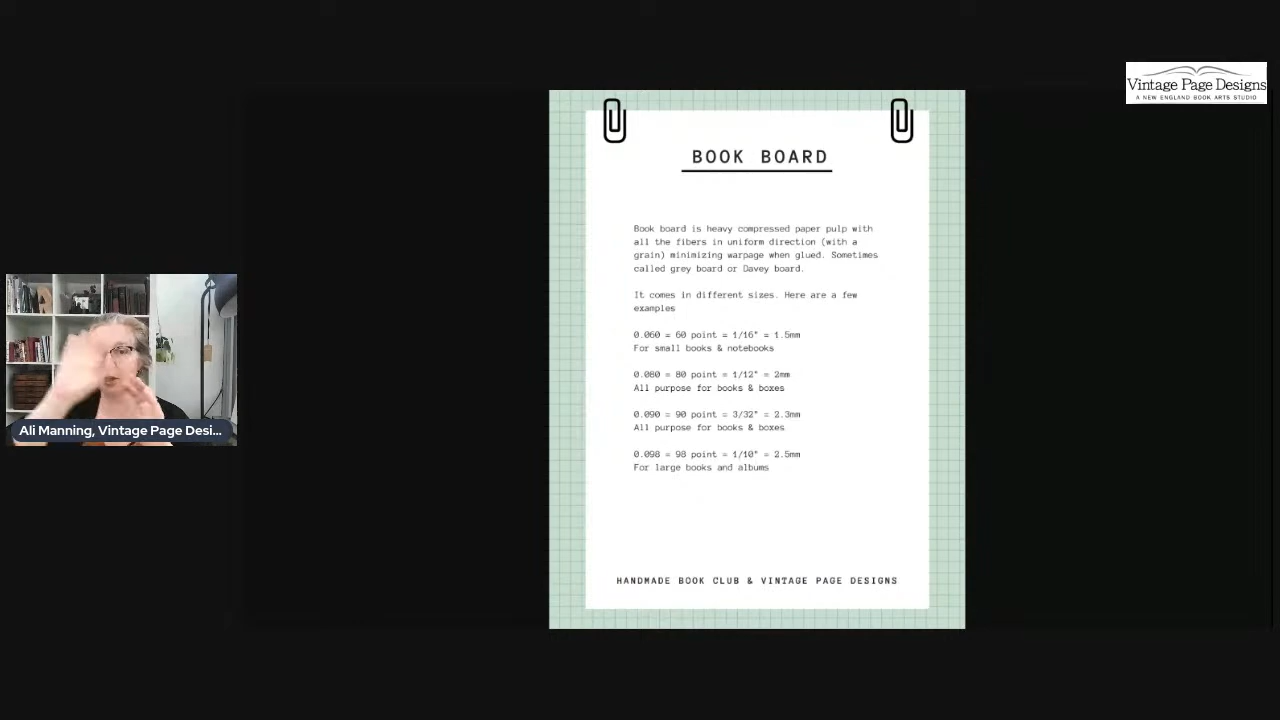 Vintage Page Designs
A NEW ENGLAND BOOK ARTS STUDIO
BOOK BOARD
Book board is heavy compressed paper pulp with
all the fibers in uniform direction (with a
grain) minimizing warpage when glued. Sometimes
called grey board or Davey board.
It comes in different sizes. Here are a few
examples
0.060 = 60 point = 1/16" = 1.5mm
For small books & notebooks
0.080 = 80 point = 1/12" = 2mm
All purpose for books & boxes
0.090 = 90 point = 3/32" = 2.3mm
All purpose for books & boxes
0.098 = 98 point = 1/10" = 2.5mm
For large books and albums
HANDMADE BOOK CLUB & VINTAGE PAGE DESIGNS
Ali Manning, Vintage Page Desi...